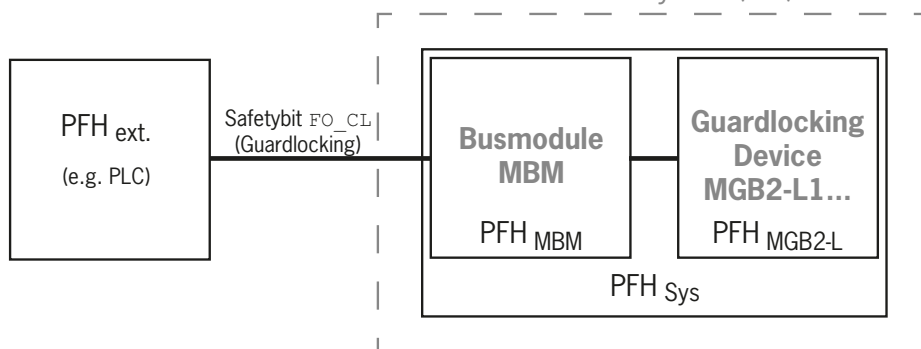 PFH ext.
(e.g. PLC)
Safetybit FO_CL
(Guardlocking)
Busmodule
MBM
PFH MBM
Guardlocking
Device
MGB2-L1...
PFH MGB2-L
PFH Sys